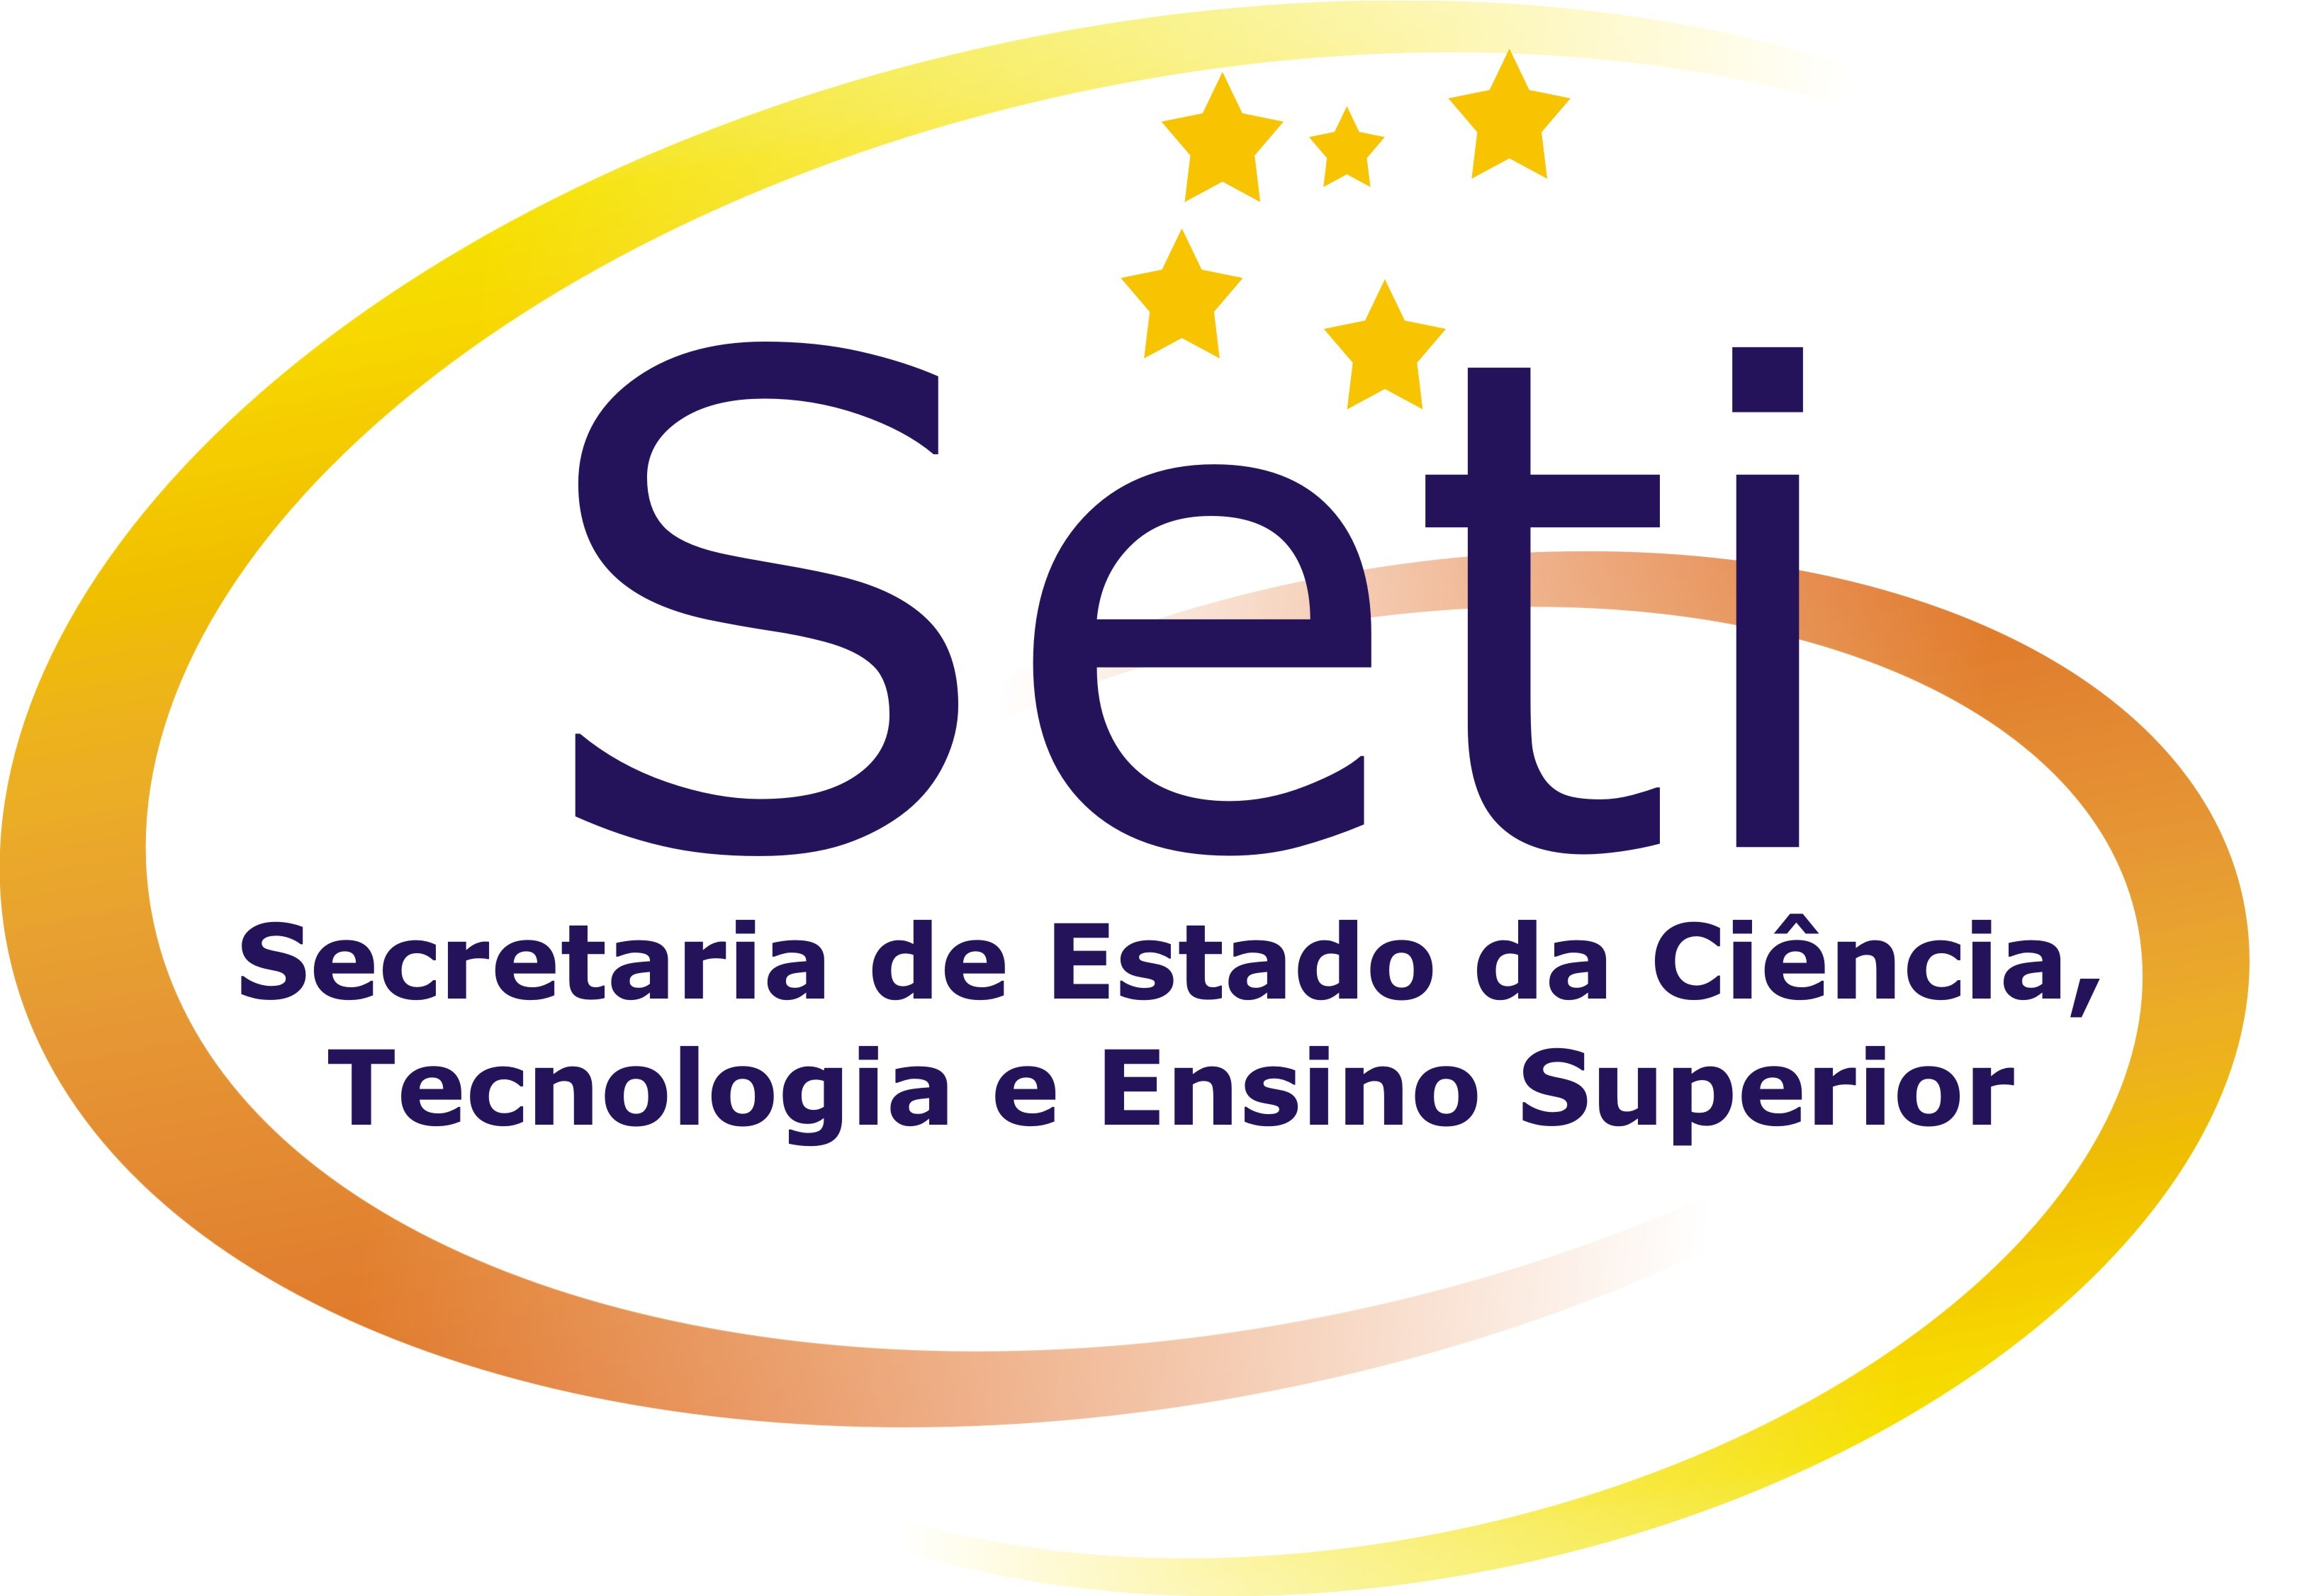 Seti
Secretaria de Estado da Ciência,
Tecnologia e Ensino Superior